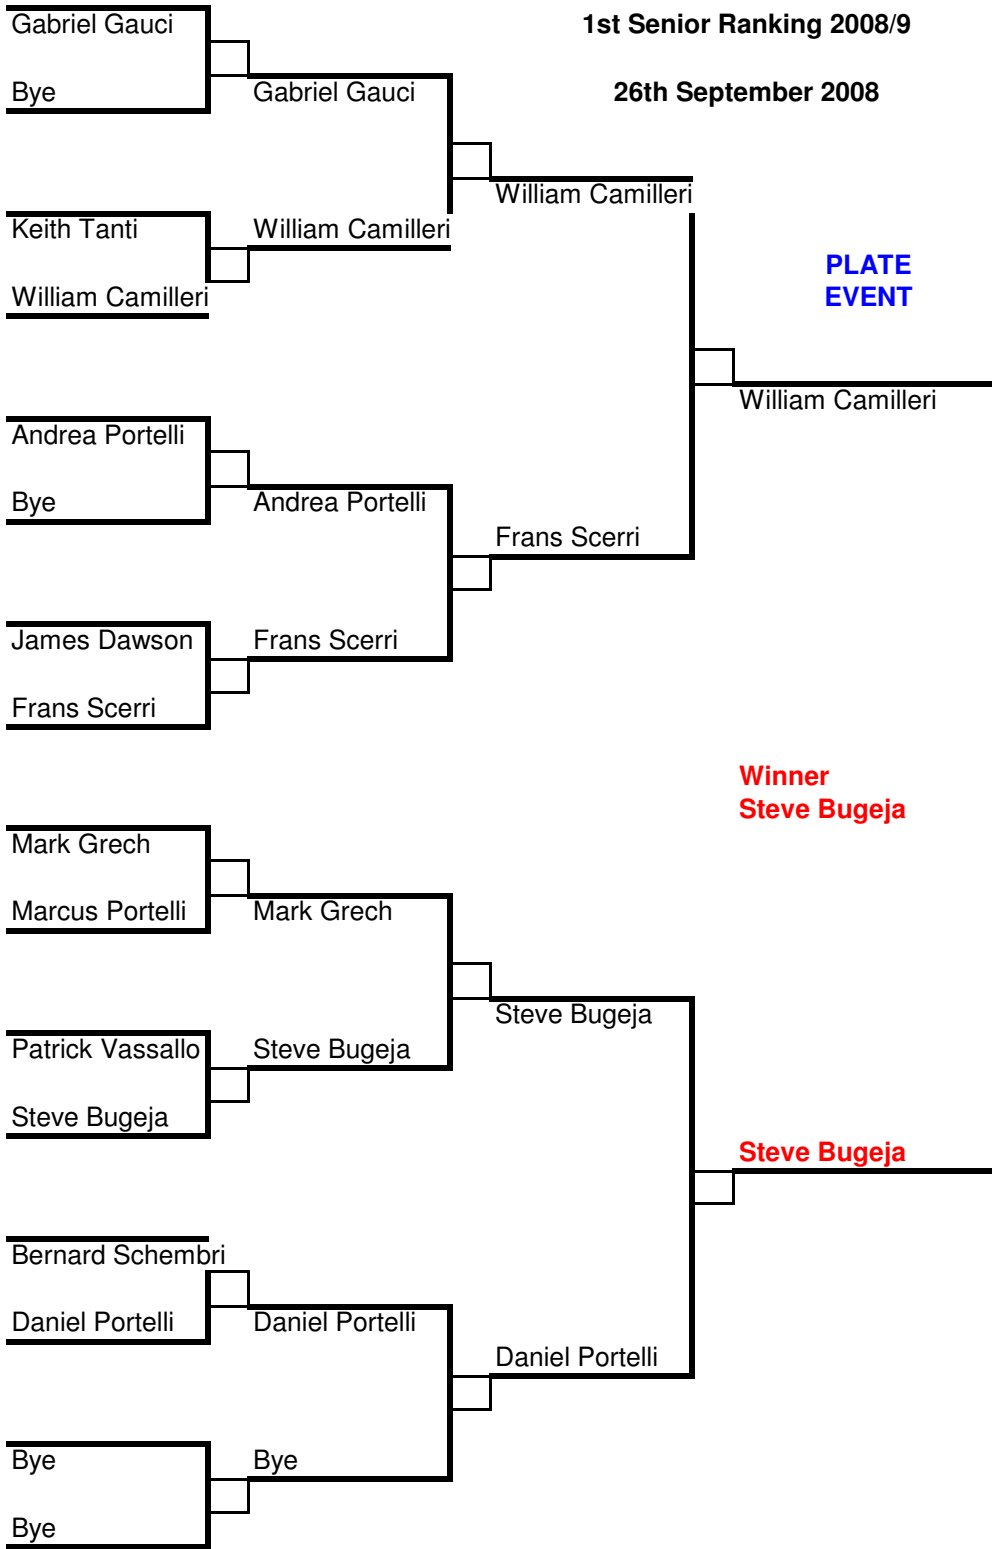 Gabriel Gauci
1st Senior Ranking 2008/9
Bye
Gabriel Gauci
26th September 2008
William Camilleri
Keith Tanti
William Camilleri
PLATE
EVENT
William Camilleri
William Camilleri
Andrea Portelli
Bye
Andrea Portelli
Frans Scerri
James Dawson
Frans Scerri
Frans Scerri
Winner
Steve Bugeja
Mark Grech
Marcus Portelli
Mark Grech
Steve Bugeja
Patrick Vassallo
Steve Bugeja
Steve Bugeja
Steve Bugeja
Bernard Schembri
Daniel Portelli
Daniel Portelli
Daniel Portelli
Bye
Bye
Bye